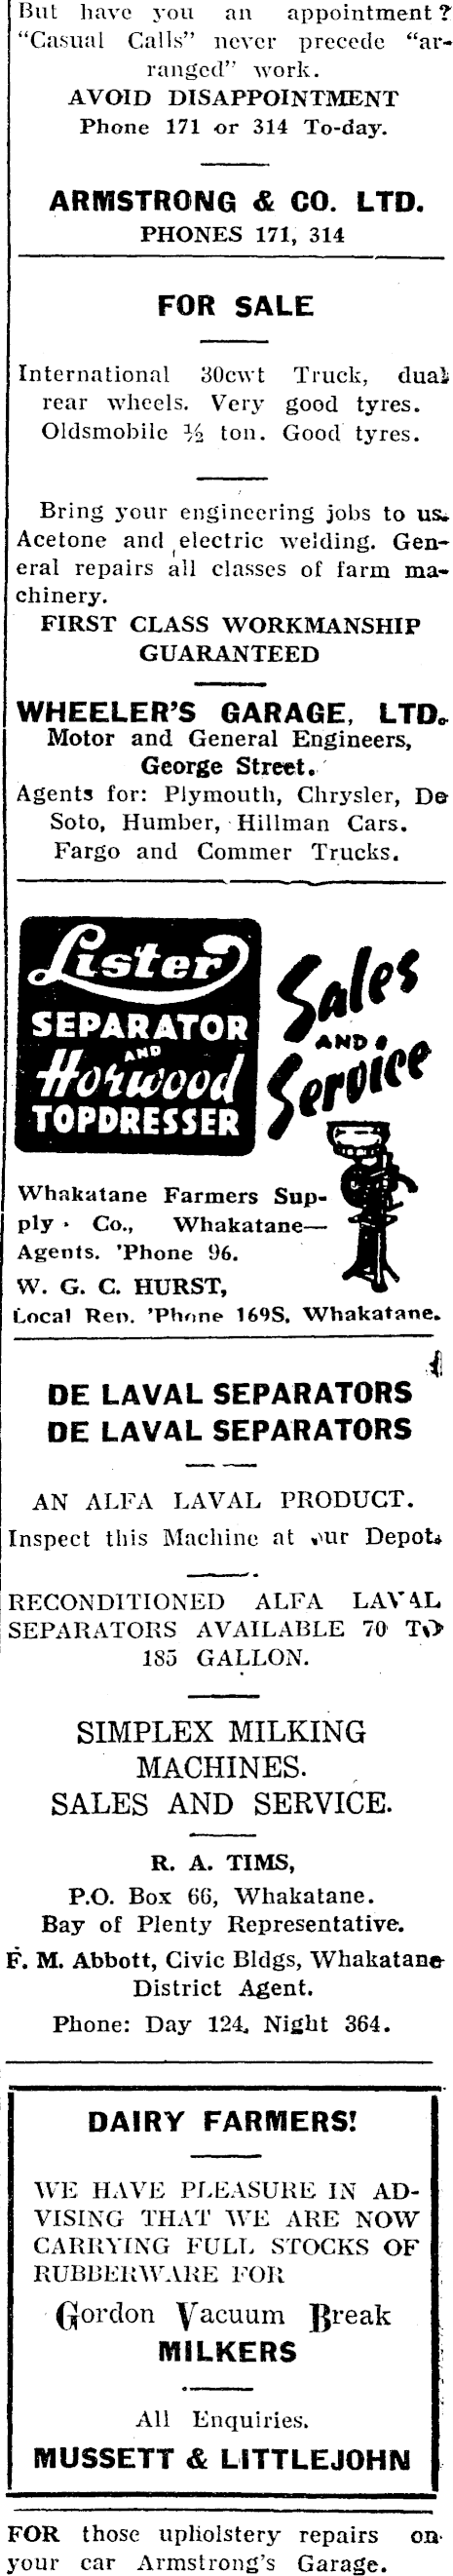 But have you an appointment?
"Casual Calls" never precede "ar-
ranged" work.
AVOID DISAPPOINTMENT
Phone 171 or 314 To-day.
ARMSTRONG & CO. LTD.
PHONES 171, 314
FOR SALE
International 30cwt Truck, dual
rear wheels. Very good tyres.
Oldsmobile ½ ton. Good tyres.
Bring your engineering jobs to us.
Acetone and electric welding. Gen-
eral repairs all classes of farm ma-
chinery.
FIRST CLASS WORKMANSHIP
GUARANTEED
WHEELER'S GARAGE, LTD.
Motor and General Engineers,
George Street.
Agents for: Plymouth, Chrysler, De
Soto, Humber, Hillman Cars.
Fargo and Commer Trucks.
Lister
SEPARATOR
AND
Horwood
TOPDRESSER
Sales
AND
Service
Whakatane Farmers Sup-
ply Co., Whakatane—
Agents. 'Phone 96.
W. G. C. HURST,
Local Rep. 'Phone 169S, Whakatane.
DE LAVAL SEPARATORS
DE LAVAL SEPARATORS
AN ALFA LAVAL PRODUCT.
Inspect this Machine at our Depot.
RECONDITIONED ALFA LAVAL
SEPARATORS AVAILABLE 70 TO
185 GALLON.
SIMPLEX MILKING
MACHINES.
SALES AND SERVICE.
R. A. TIMS,
P.O. Box 66, Whakatane.
Bay of Plenty Representative.
F. M. Abbott, Civic Bldgs, Whakatane
District Agent.
Phone: Day 124, Night 364.
DAIRY FARMERS!
WE HAVE PLEASURE IN AD-
VISING THAT WE ARE NOW
CARRYING FULL STOCKS OF
RUBBERWARE FOR
Gordon Vacuum Break
MILKERS
All Enquiries.
MUSSETT & LITTLEJOHN
FOR those upholstery repairs on
your car Armstrong's Garage.